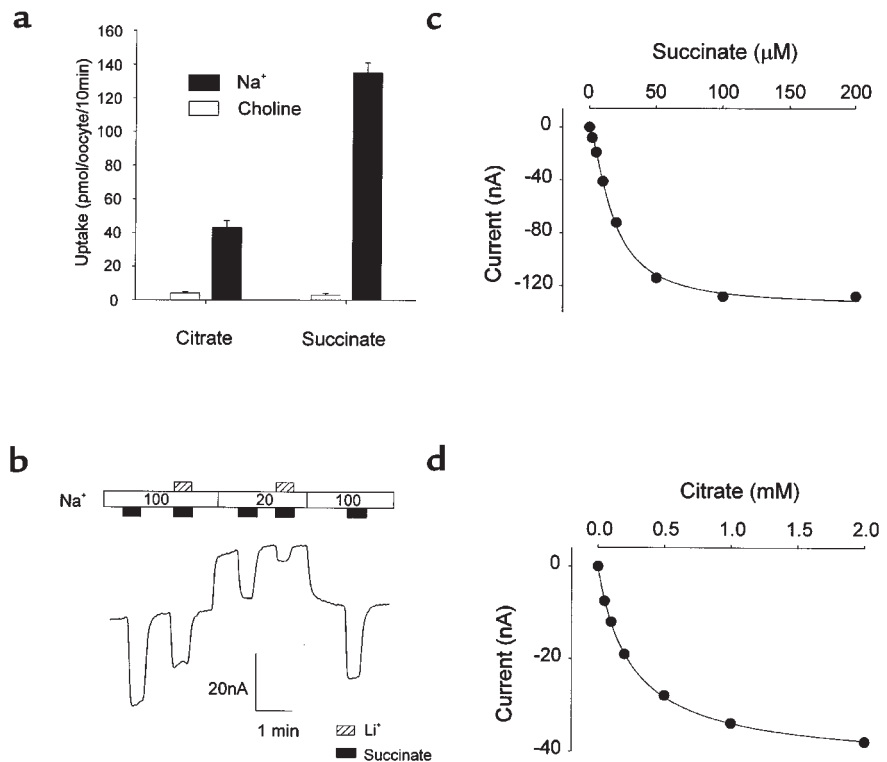 a
160
140
120
100
80
60
40
20
0
Uptake (pmol/oocyte/10min)
Na⁺
Choline
Citrate Succinate
b
Na⁺ 100 20 100
20nA
1 min
Li⁺
Succinate
c
Succinate (μM)
0 50 100 150 200
0
-40
-80
-120
Current (nA)
d
Citrate (mM)
0.0 0.5 1.0 1.5 2.0
0
-20
-40
Current (nA)